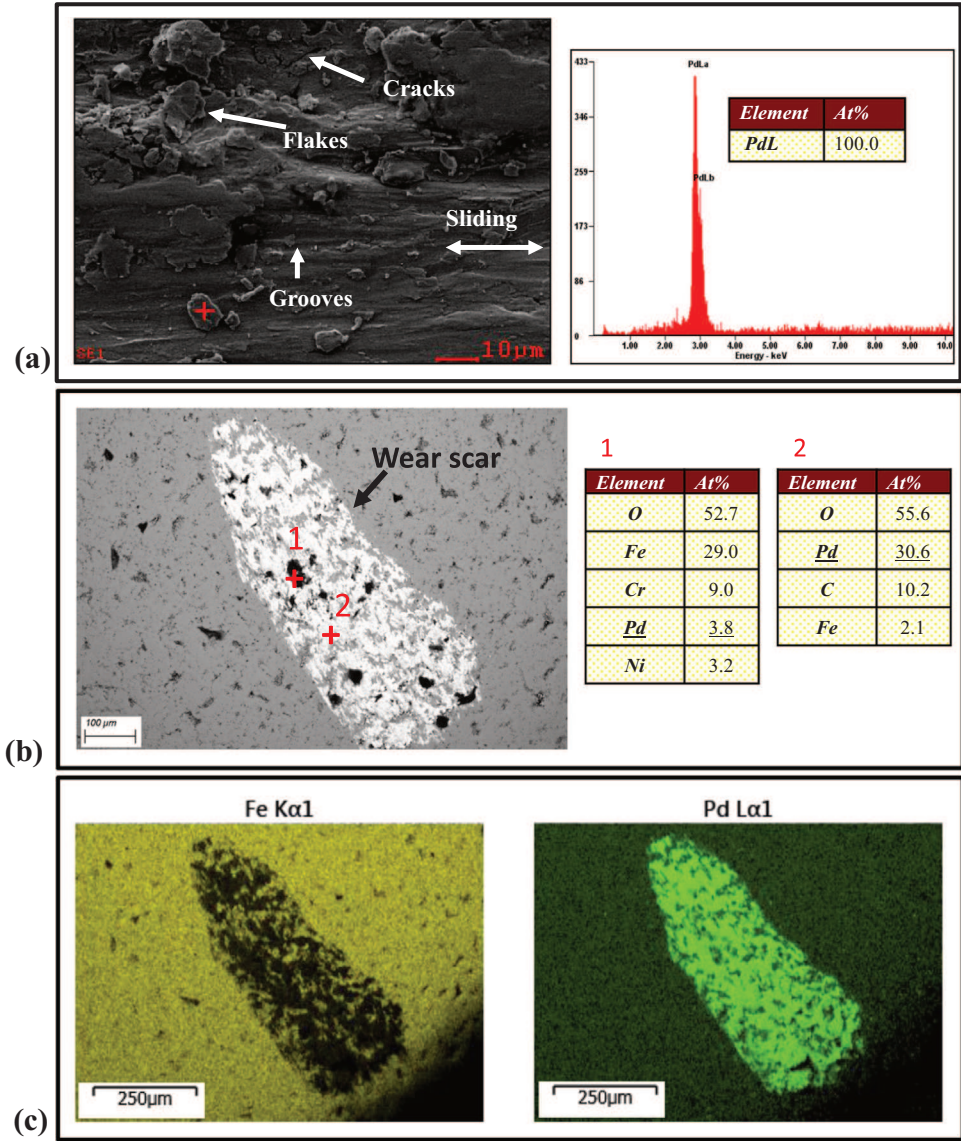 Cracks
Flakes
Sliding
Grooves
SE1
10µm
(a)
433
346
259
173
86
0
PdLa
PdLb
Element At%
PdL 100.0
1.00 2.00 3.00 4.00 5.00 6.00 7.00 8.00 9.00 10.0
Energy - keV
Wear scar
1
2
100 µm
(b)
1
Element At%
O 52.7
Fe 29.0
Cr 9.0
Pd 3.8
Ni 3.2
2
Element At%
O 55.6
Pd 30.6
C 10.2
Fe 2.1
Fe Kα1
Pd Lα1
250µm
250µm
(c)